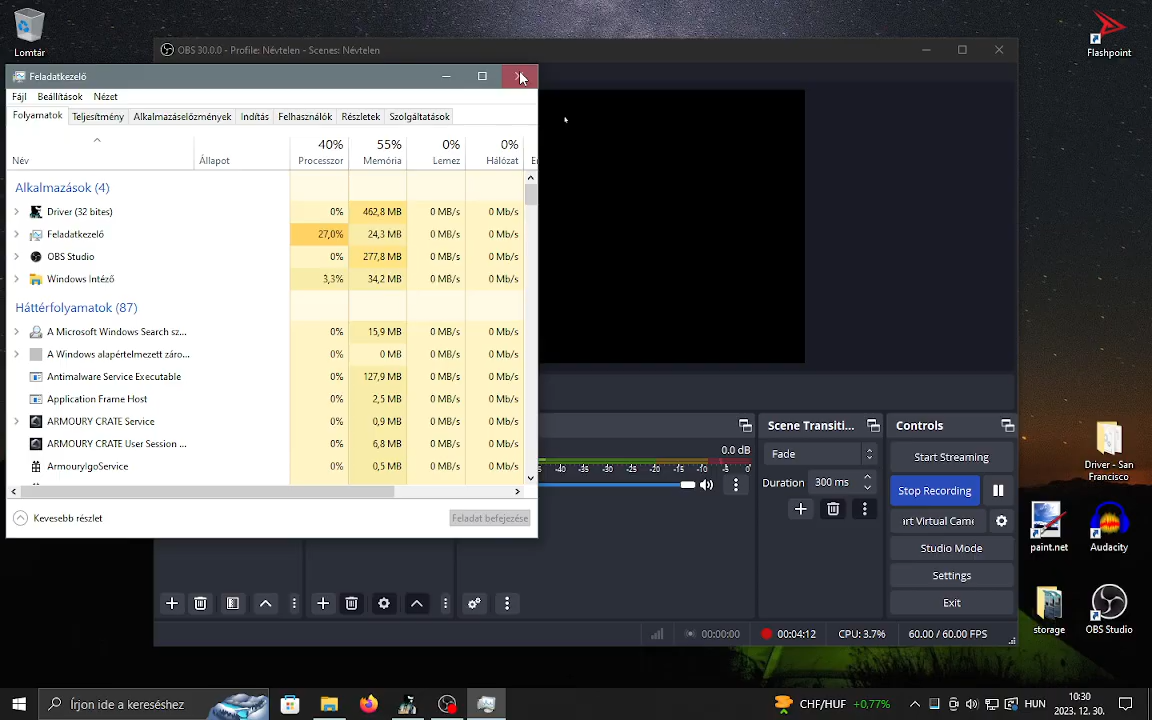 Lomtár
OBS 30.0.0 - Profile: Névtelen - Scenes: Névtelen
Flashpoint
Feladatkezelő
Fájl Beállítások Nézet
Folyamatok Teljesítmény Alkalmazáselőzmények Indítás Felhasználók Részletek Szolgáltatások
40% 55% 0% 0%
Név Állapot Processzor Memória Lemez Hálózat
Alkalmazások (4)
Driver (32 bites) 0% 462,8 MB 0 MB/s 0 Mb/s
Feladatkezelő 27,0% 24,3 MB 0 MB/s 0 Mb/s
OBS Studio 0% 277,8 MB 0 MB/s 0 Mb/s
Windows Intéző 3,3% 34,2 MB 0 MB/s 0 Mb/s
Háttérfolyamatok (87)
A Microsoft Windows Search sz... 0% 15,9 MB 0 MB/s 0 Mb/s
A Windows alapértelmezett záro... 0% 0 MB 0 MB/s 0 Mb/s
Antimalware Service Executable 0% 127,9 MB 0 MB/s 0 Mb/s
Application Frame Host 0% 2,5 MB 0 MB/s 0 Mb/s
ARMOURY CRATE Service 0% 0,9 MB 0 MB/s 0 Mb/s
ARMOURY CRATE User Session ... 0% 6,8 MB 0 MB/s 0 Mb/s
ArmouryIgoService 0% 0,5 MB 0 MB/s 0 Mb/s
Kevesebb részlet
Feladat befejezése
0.0 dB
-40 -35 -30 -25 -20 -15 -10 -5 0
Scene Transiti...
Fade
Duration 300 ms
Controls
Start Streaming
Stop Recording
Studio Mode
Settings
Exit
00:00:00 00:04:12 CPU: 3.7% 60.00 / 60.00 FPS
Driver - San
Francisco
paint.net
Audacity
storage
OBS Studio
Írjon ide a kereséshez
CHF/HUF +0,77%
HUN
10:30
2023. 12. 30.